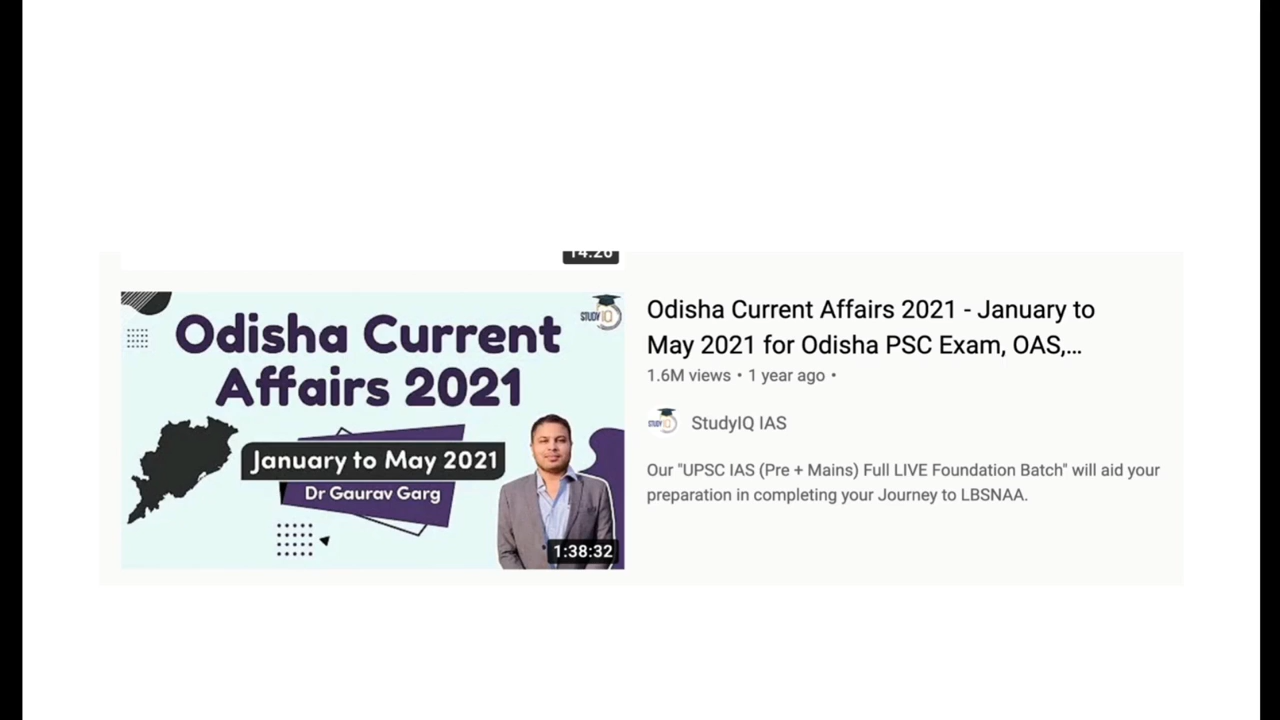 14:26
Odisha Current
Affairs 2021
January to May 2021
Dr Gaurav Garg
STUDY IQ
1:38:32
Odisha Current Affairs 2021 - January to
May 2021 for Odisha PSC Exam, OAS,...
1.6M views • 1 year ago •
STUDY IQ
StudyIQ IAS
Our "UPSC IAS (Pre + Mains) Full LIVE Foundation Batch" will aid your
preparation in completing your Journey to LBSNAA.